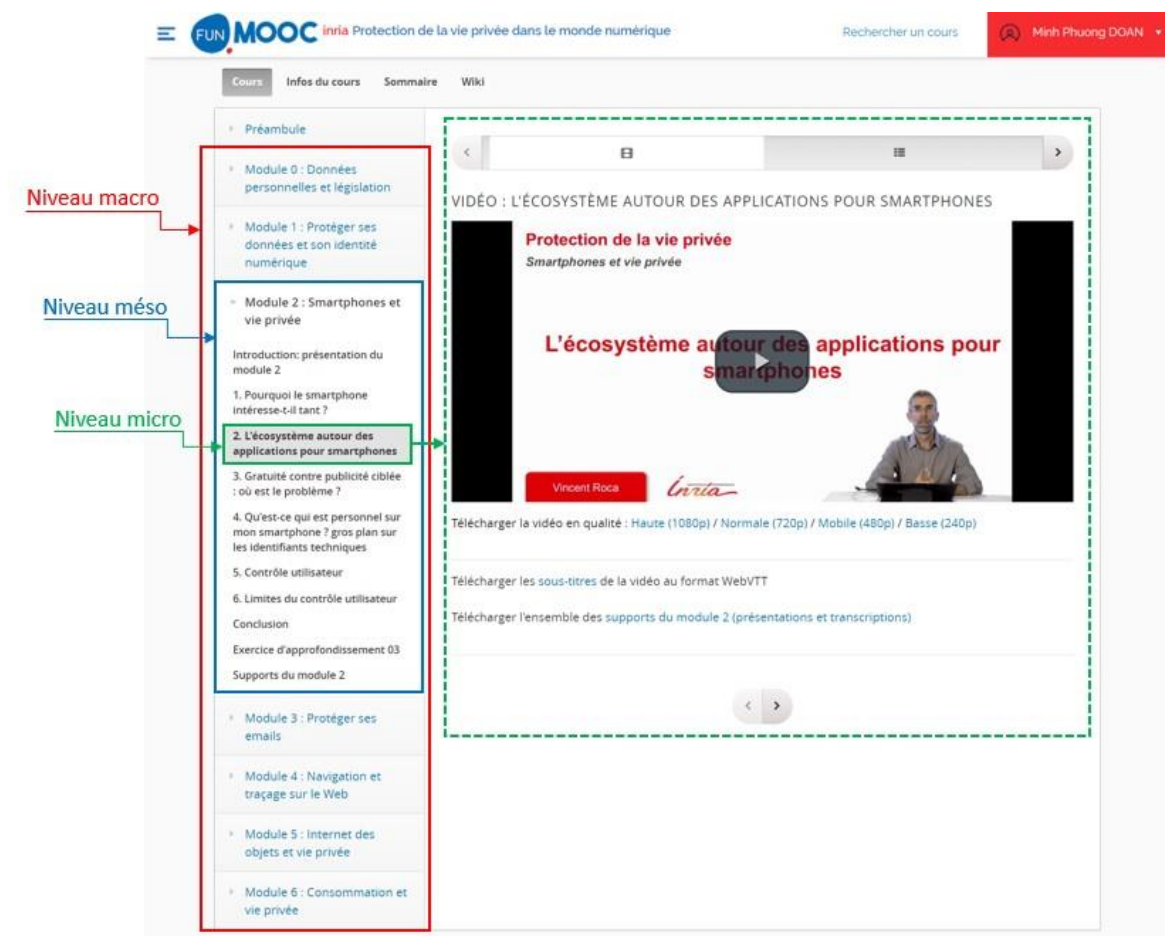 FUN MOOC inria Protection de la vie privée dans le monde numérique
Rechercher un cours
Minh Phuong DOAN
Cours Infos du cours Sommaire Wiki
Niveau macro
Niveau méso
Niveau micro
Préambule
Module 0 : Données
personnelles et législation
Module 1 : Protéger ses
données et son identité
numérique
Module 2 : Smartphones et
vie privée
Introduction: présentation du
module 2
1. Pourquoi le smartphone
intéresse-t-il tant ?
2. L'écosystème autour des
applications pour smartphones
3. Gratuité contre publicité ciblée
: où est le problème ?
4. Qu'est-ce qui est personnel sur
mon smartphone ? gros plan sur
les identifiants techniques
5. Contrôle utilisateur
6. Limites du contrôle utilisateur
Conclusion
Exercice d'approfondissement 03
Supports du module 2
Module 3 : Protéger ses
emails
Module 4 : Navigation et
traçage sur le Web
Module 5 : Internet des
objets et vie privée
Module 6 : Consommation et
vie privée
VIDÉO : L'ÉCOSYSTÈME AUTOUR DES APPLICATIONS POUR SMARTPHONES
Protection de la vie privée
Smartphones et vie privée
L'écosystème autour des applications pour
smartphones
Vincent Roca
Inria
Télécharger la vidéo en qualité : Haute (1080p) / Normale (720p) / Mobile (480p) / Basse (240p)
Télécharger les sous-titres de la vidéo au format WebVTT
Télécharger l'ensemble des supports du module 2 (présentations et transcriptions)